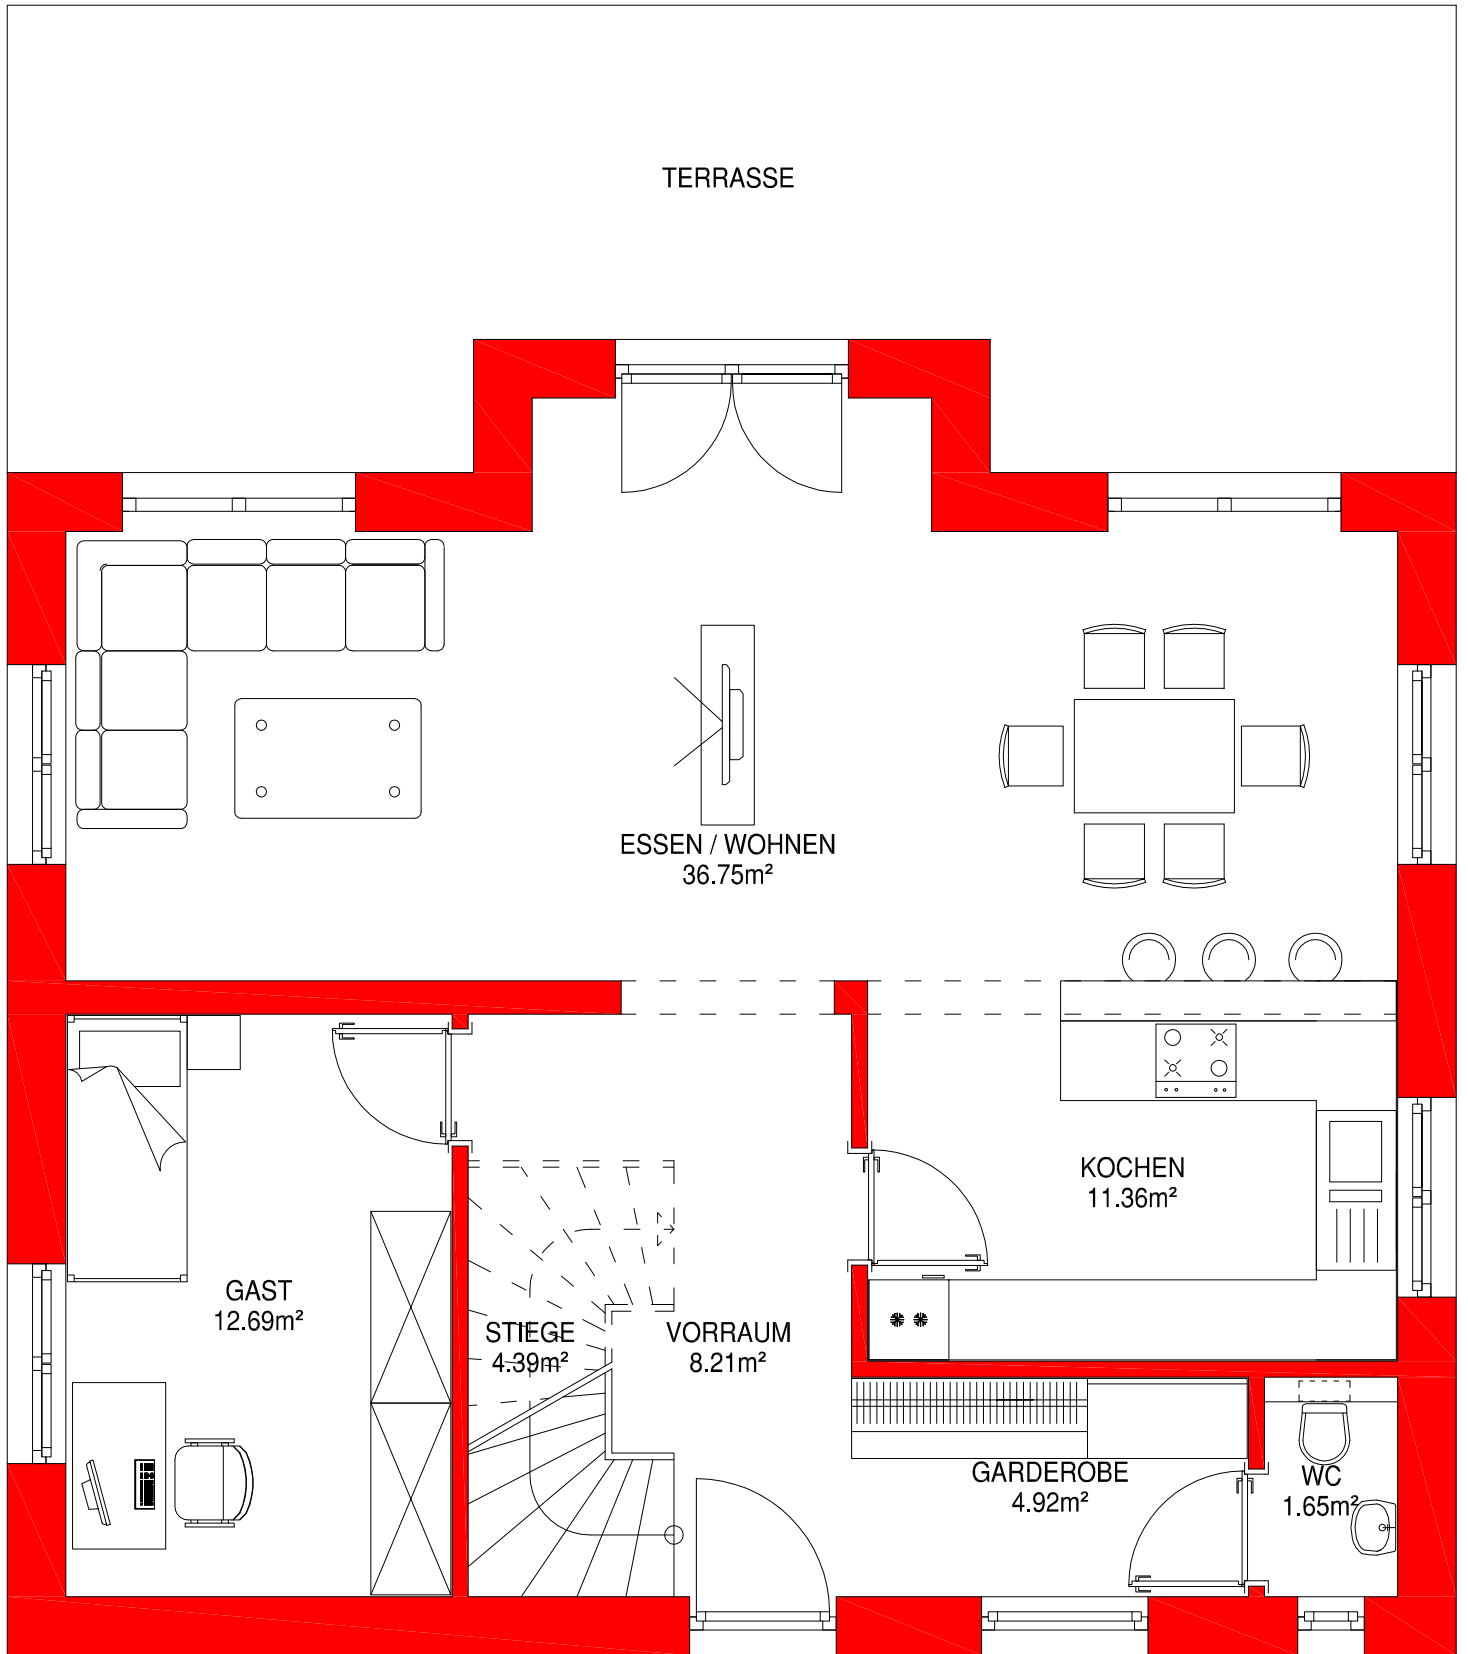 TERRASSE
ESSEN / WOHNEN
36.75m²
KOCHEN
11.36m²
GAST
12.69m²
STIEGE
4.39m²
VORRAUM
8.21m²
GARDEROBE
4.92m²
WC
1.65m²